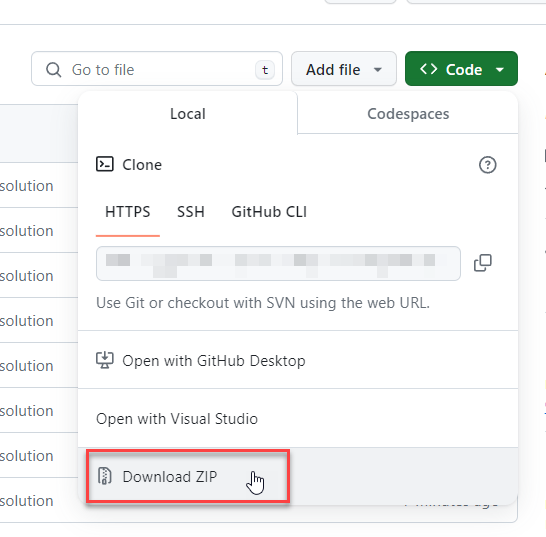 Go to file
t
Add file
Code
Local
Codespaces
Clone
HTTPS
SSH
GitHub CLI
Use Git or checkout with SVN using the web URL.
Open with GitHub Desktop
Open with Visual Studio
Download ZIP
solution
solution
solution
solution
solution
solution
solution
solution
minutes ago